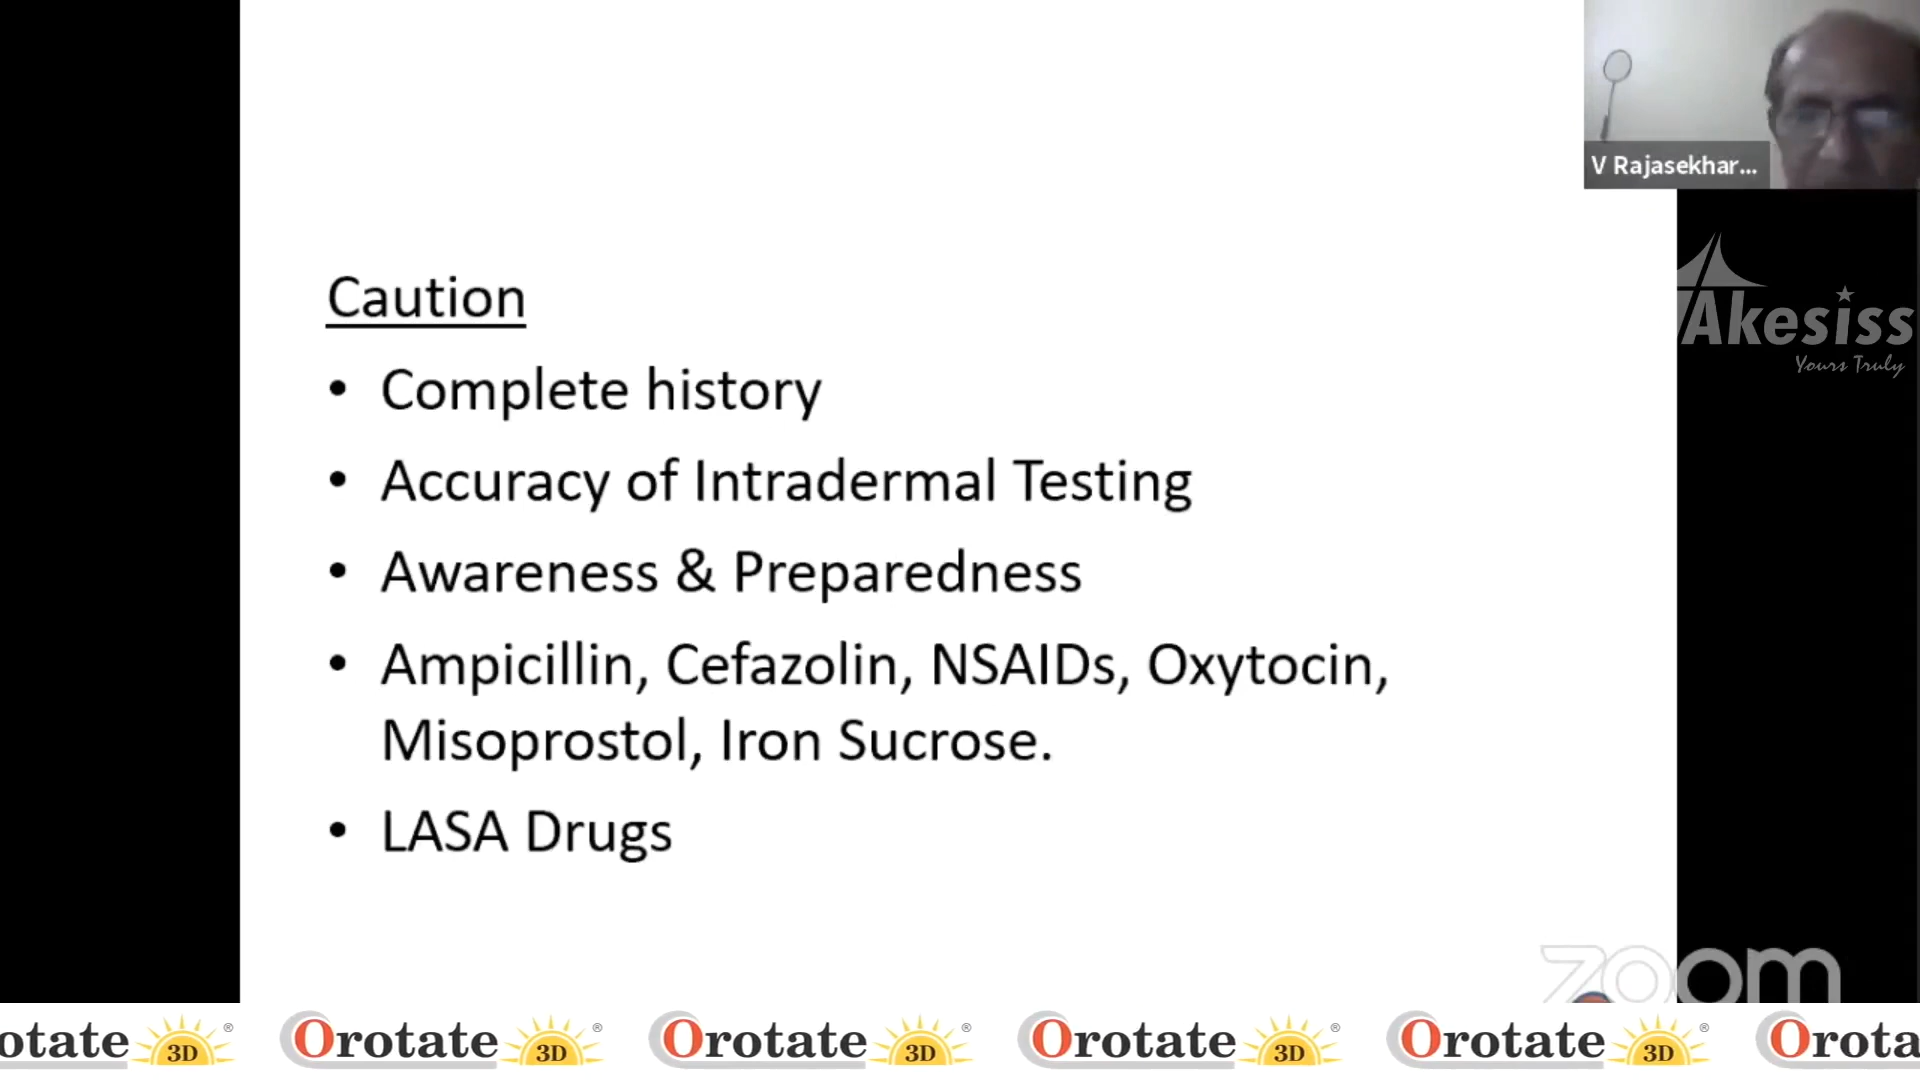 V Rajasekhar...
Akesiss
Yours Truly
Caution
• Complete history
• Accuracy of Intradermal Testing
• Awareness & Preparedness
• Ampicillin, Cefazolin, NSAIDs, Oxytocin,
Misoprostol, Iron Sucrose.
• LASA Drugs
zoom
otate 3D ® Orotate 3D ® Orotate 3D ® Orotate 3D ® Orotate 3D ® Orota